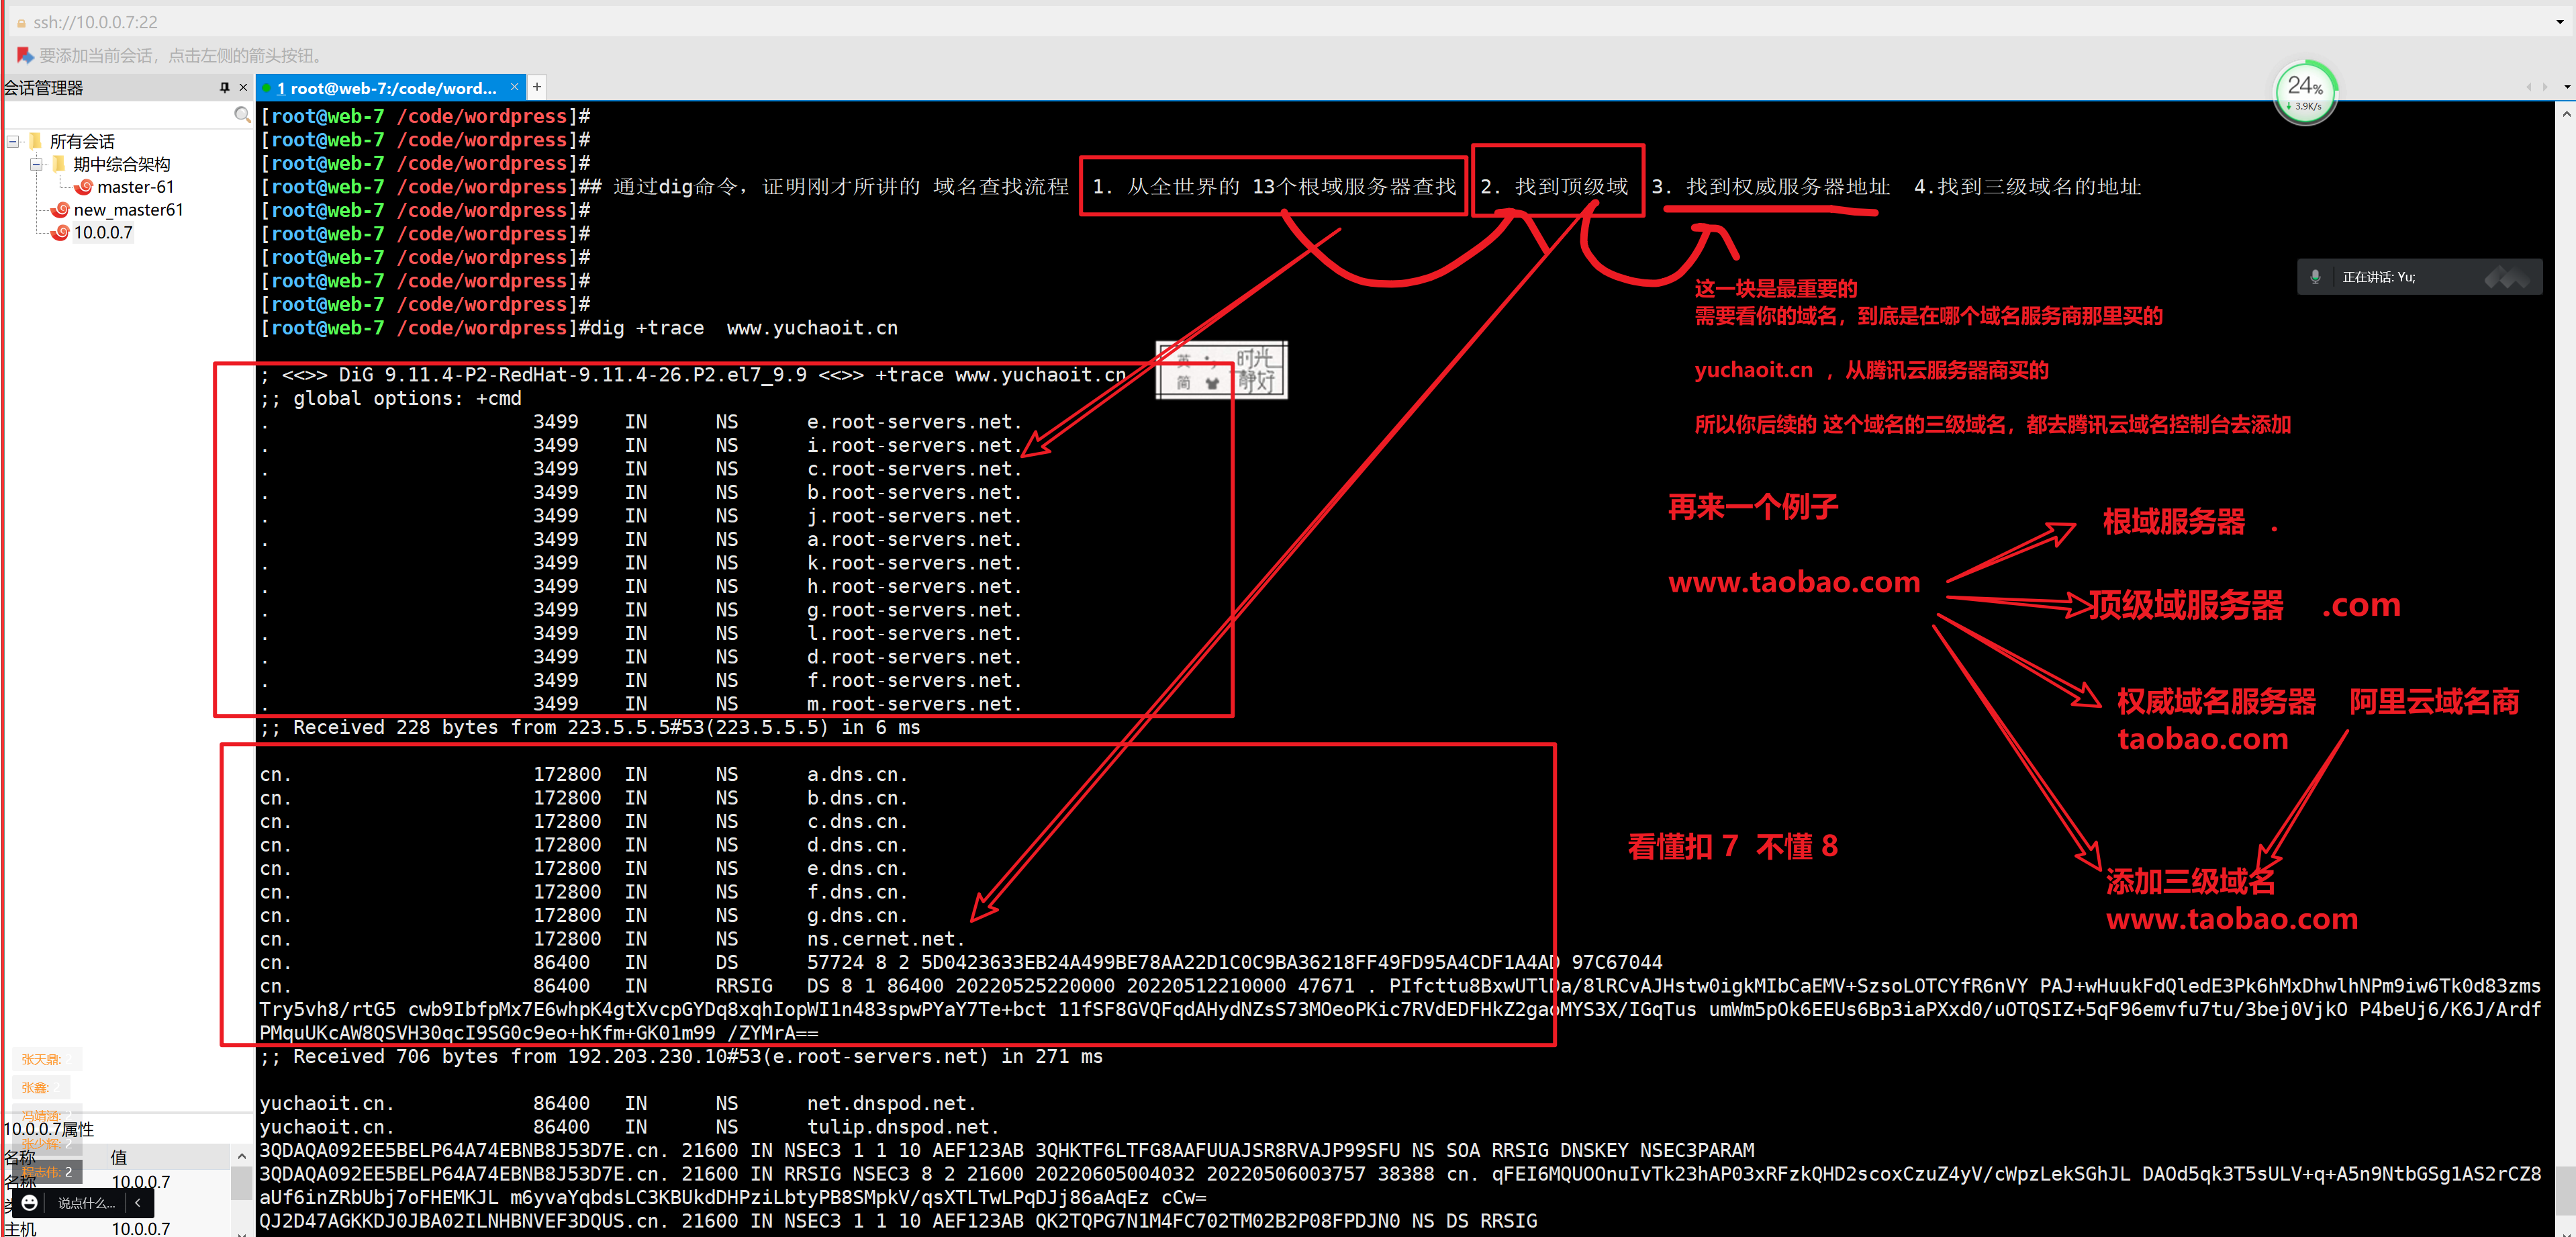 ssh://10.0.0.7:22
要添加当前会话，点击左侧的箭头按钮。
会话管理器
1 root@web-7:/code/word...
24%
3.9K/s
所有会话
期中综合架构
master-61
new_master61
10.0.0.7
[root@web-7 /code/wordpress]#
[root@web-7 /code/wordpress]#
[root@web-7 /code/wordpress]#
[root@web-7 /code/wordpress]## 通过dig命令，证明刚才所讲的 域名查找流程 1. 从全世界的 13个根域服务器查找 2. 找到顶级域 3. 找到权威服务器地址 4.找到三级域名的地址
[root@web-7 /code/wordpress]#
[root@web-7 /code/wordpress]#
[root@web-7 /code/wordpress]#
[root@web-7 /code/wordpress]#
[root@web-7 /code/wordpress]#
[root@web-7 /code/wordpress]#dig +trace  www.yuchaoit.cn
正在讲话: Yu;
这一块是最重要的
需要看你的域名，到底是在哪个域名服务商那里买的
yuchaoit.cn ，从腾讯云服务器商买的
所以你后续的 这个域名的三级域名，都去腾讯云域名控制台去添加
英 时光
简 静好
; <<>> DiG 9.11.4-P2-RedHat-9.11.4-26.P2.el7_9.9 <<>> +trace www.yuchaoit.cn
;; global options: +cmd
. 3499 IN NS e.root-servers.net.
. 3499 IN NS i.root-servers.net.
. 3499 IN NS c.root-servers.net.
. 3499 IN NS b.root-servers.net.
. 3499 IN NS j.root-servers.net.
. 3499 IN NS a.root-servers.net.
. 3499 IN NS k.root-servers.net.
. 3499 IN NS h.root-servers.net.
. 3499 IN NS g.root-servers.net.
. 3499 IN NS l.root-servers.net.
. 3499 IN NS d.root-servers.net.
. 3499 IN NS f.root-servers.net.
. 3499 IN NS m.root-servers.net.
;; Received 228 bytes from 223.5.5.5#53(223.5.5.5) in 6 ms
再来一个例子
www.taobao.com
根域服务器 .
顶级域服务器 .com
权威域名服务器 阿里云域名商
taobao.com
添加三级域名
www.taobao.com
看懂扣 7 不懂 8
cn. 172800 IN NS a.dns.cn.
cn. 172800 IN NS b.dns.cn.
cn. 172800 IN NS c.dns.cn.
cn. 172800 IN NS d.dns.cn.
cn. 172800 IN NS e.dns.cn.
cn. 172800 IN NS f.dns.cn.
cn. 172800 IN NS g.dns.cn.
cn. 172800 IN NS ns.cernet.net.
cn. 86400 IN DS 57724 8 2 5D0423633EB24A499BE78AA22D1C0C9BA36218FF49FD95A4CDF1A4AD 97C67044
cn. 86400 IN RRSIG DS 8 1 86400 20220525220000 20220512210000 47671 . PIfcttu8BxwUTlDa/8lRCvAJHstw0igkMIbCaEMV+SzsoLOTCYfR6nVY PAJ+wHuukFdQledE3Pk6hMxDhwlhNPm9iw6Tk0d83zms
Try5vh8/rtG5 cwb9IbfpMx7E6whpK4gtXvcpGYDq8xqhIopWI1n483spwPYaY7Te+bct 11fSF8GVQFqdAHydNZsS73MOeoPKic7RVdEDFHkZ2gaoMYS3X/IGqTus umWm5pOk6EEUs6Bp3iaPXxd0/uOTQSIZ+5qF96emvfu7tu/3bej0VjkO P4beUj6/K6J/Ardf
PMquUKcAW8QSVH30qcI9SG0c9eo+hKfm+GK01m99 /ZYMrA==
;; Received 706 bytes from 192.203.230.10#53(e.root-servers.net) in 271 ms
yuchaoit.cn. 86400 IN NS net.dnspod.net.
yuchaoit.cn. 86400 IN NS tulip.dnspod.net.
3QDAQA092EE5BELP64A74EBNB8J53D7E.cn. 21600 IN NSEC3 1 1 10 AEF123AB 3QHKTF6LTFG8AAFUUAJSR8RVAJP99SFU NS SOA RRSIG DNSKEY NSEC3PARAM
3QDAQA092EE5BELP64A74EBNB8J53D7E.cn. 21600 IN RRSIG NSEC3 8 2 21600 20220605004032 20220506003757 38388 cn. qFEI6MQUOOnuIvTk23hAP03xRFzkQHD2scoxCzuZ4yV/cWpzLekSGhJL DAOd5qk3T5sULV+q+A5n9NtbGSg1AS2rCZ8
aUf6inZRbUbj7oFHEMKJL m6yvaYqbdsLC3KBUkdDHPziLbtyPB8SMpkV/qsXTLTwLPqDJj86aAqEz cCw=
QJ2D47AGKKDJ0JBA02ILNHBNVEF3DQUS.cn. 21600 IN NSEC3 1 1 10 AEF123AB QK2TQPG7N1M4FC702TM02B2P08FPDJN0 NS DS RRSIG
张天鼎:
张鑫: 2
冯靖涵: 2
10.0.0.7属性
张少辉: 2
名称 值
程志伟: 2
名称 10.0.0.7
说点什么...
主机 10.0.0.7